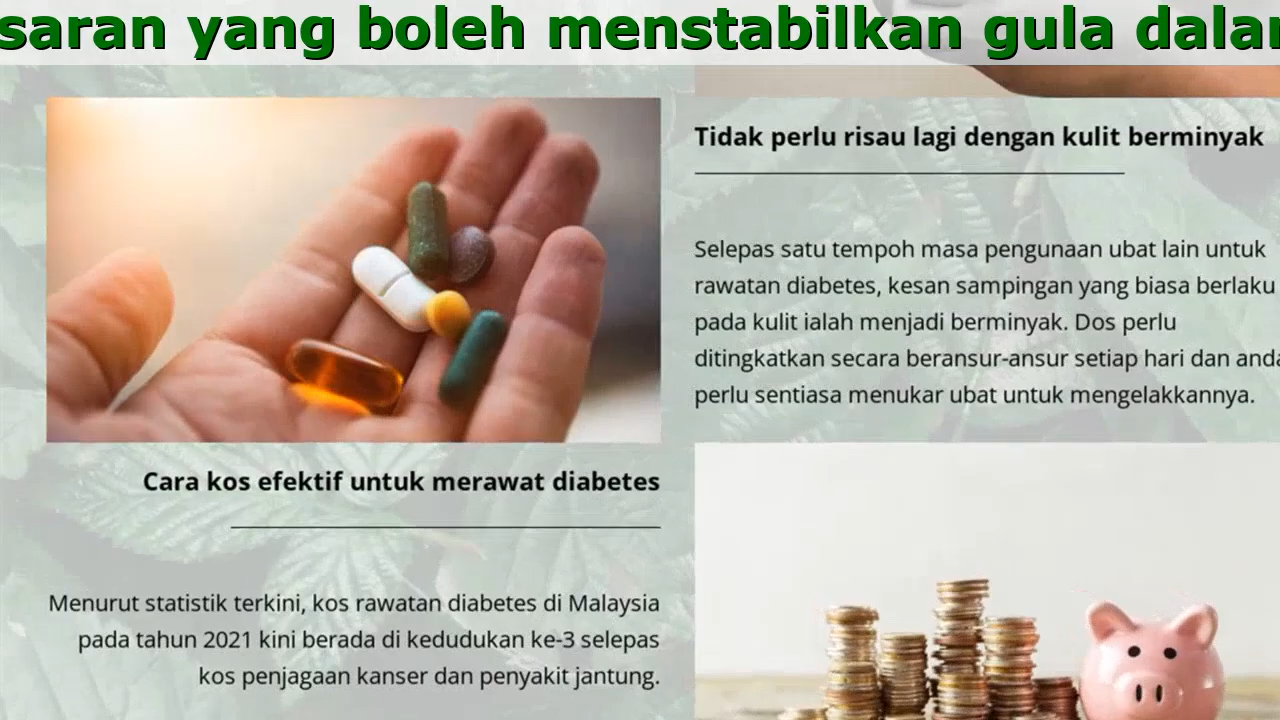 saran yang boleh menstabilkan gula dalam
Tidak perlu risau lagi dengan kulit berminyak
Selepas satu tempoh masa pengunaan ubat lain untuk
rawatan diabetes, kesan sampingan yang biasa berlaku
pada kulit ialah menjadi berminyak. Dos perlu
ditingkatkan secara beransur-ansur setiap hari dan anda
perlu sentiasa menukar ubat untuk mengelakkannya.
Cara kos efektif untuk merawat diabetes
Menurut statistik terkini, kos rawatan diabetes di Malaysia
pada tahun 2021 kini berada di kedudukan ke-3 selepas
kos penjagaan kanser dan penyakit jantung.